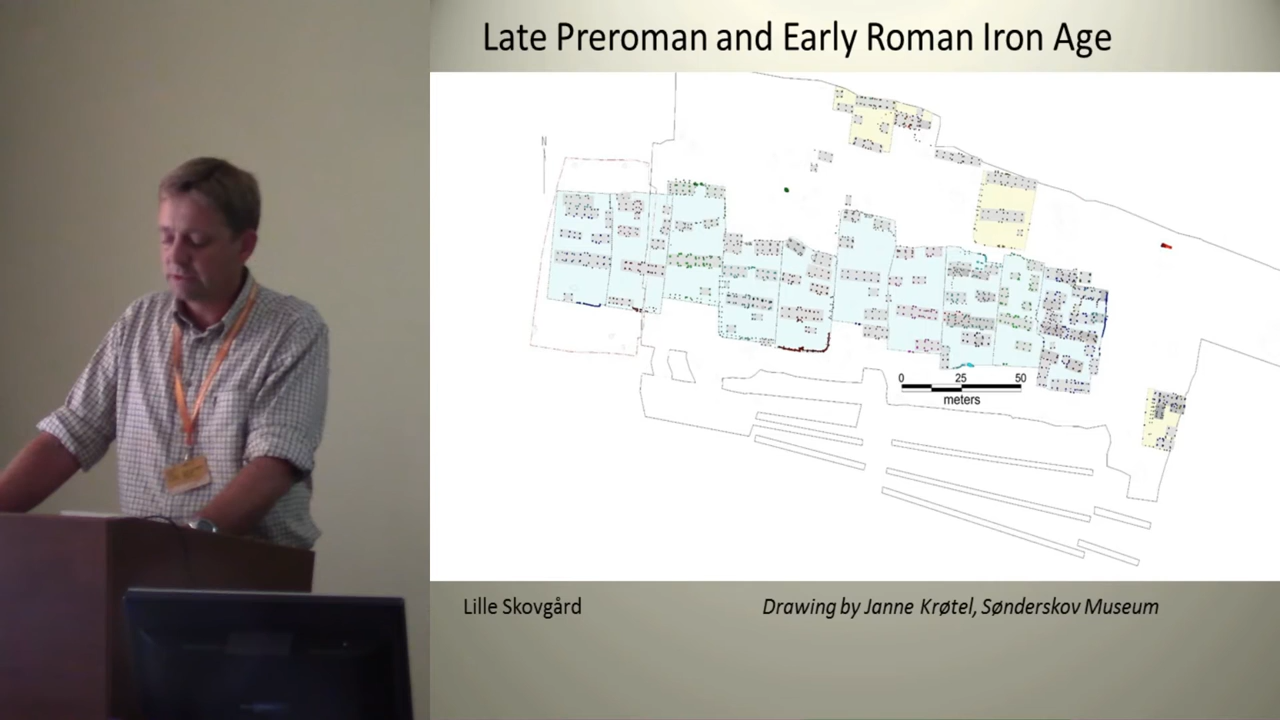 Late Preroman and Early Roman Iron Age
N
0 25 50
meters
Lille Skovgård
Drawing by Janne Krøtel, Sønderskov Museum